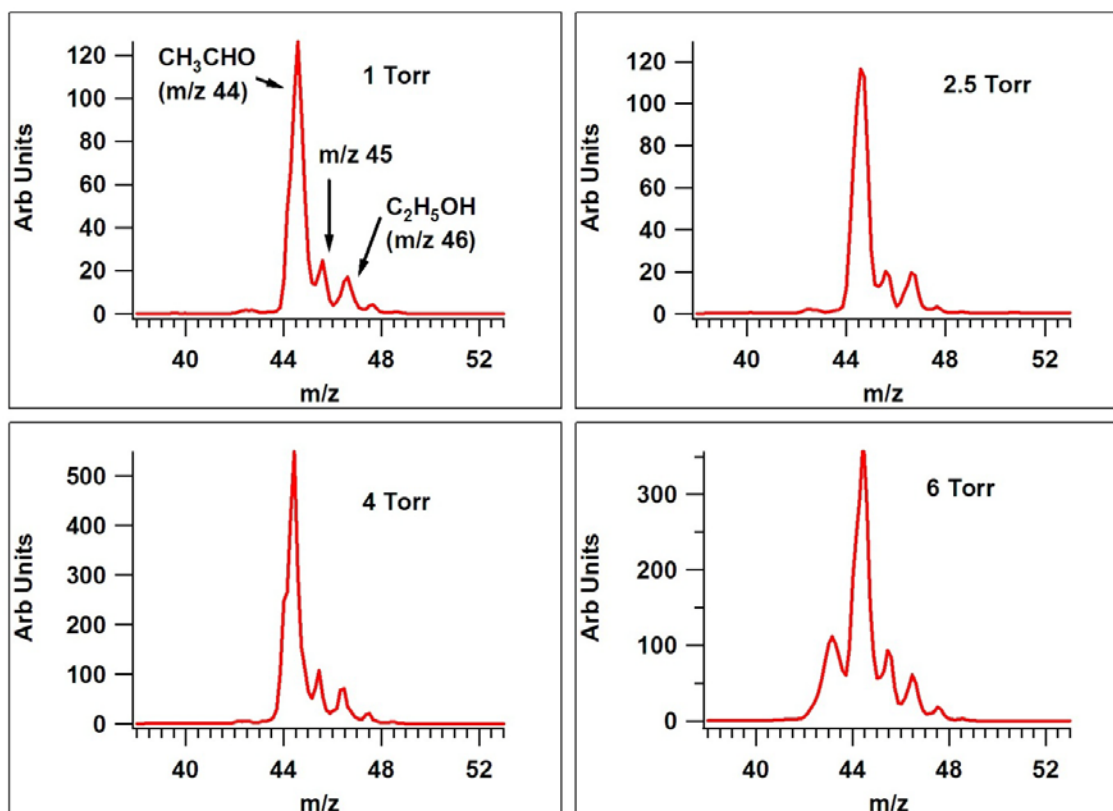 120
100
80
60
40
20
0
Arb Units
CH₃CHO
(m/z 44)
1 Torr
m/z 45
C₂H₅OH
(m/z 46)
40 44 48 52
m/z
120
100
80
60
40
20
0
Arb Units
2.5 Torr
40 44 48 52
m/z
500
400
300
200
100
0
Arb Units
4 Torr
40 44 48 52
m/z
300
200
100
0
Arb Units
6 Torr
40 44 48 52
m/z